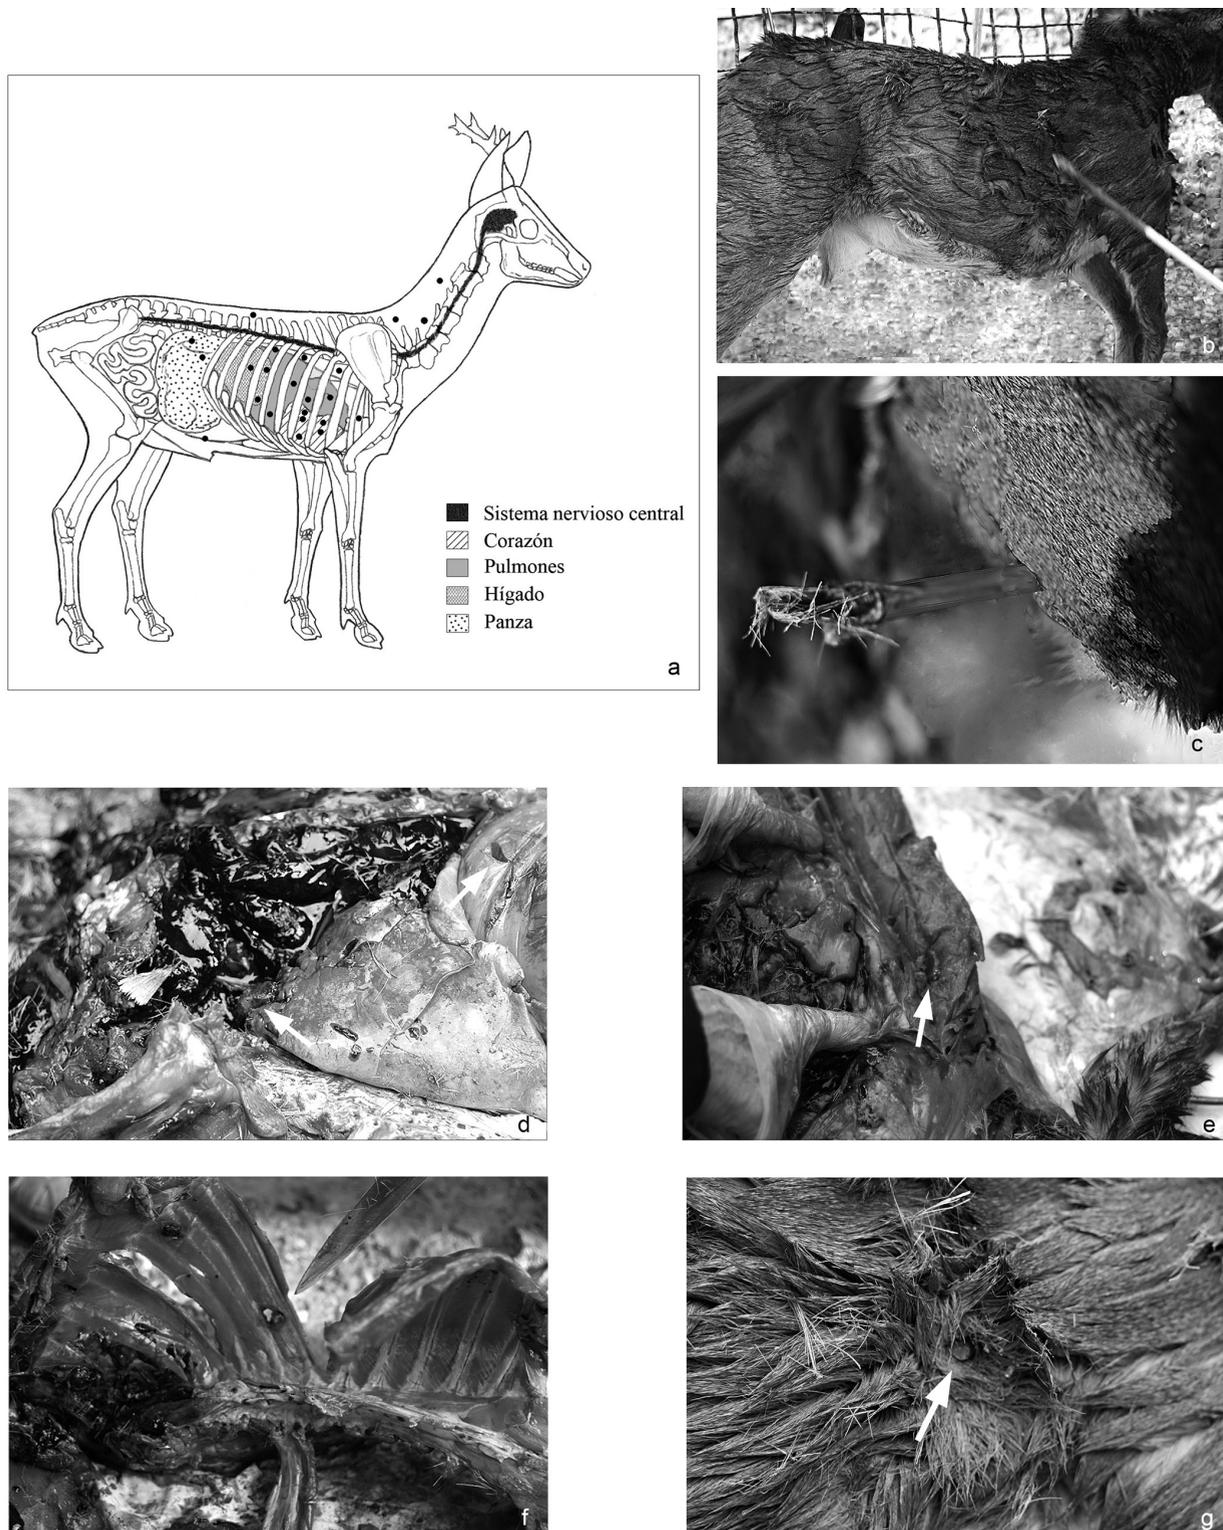 Sistema nervioso central
Corazón
Pulmones
Hígado
Panza
a
b
c
d
e
f
g